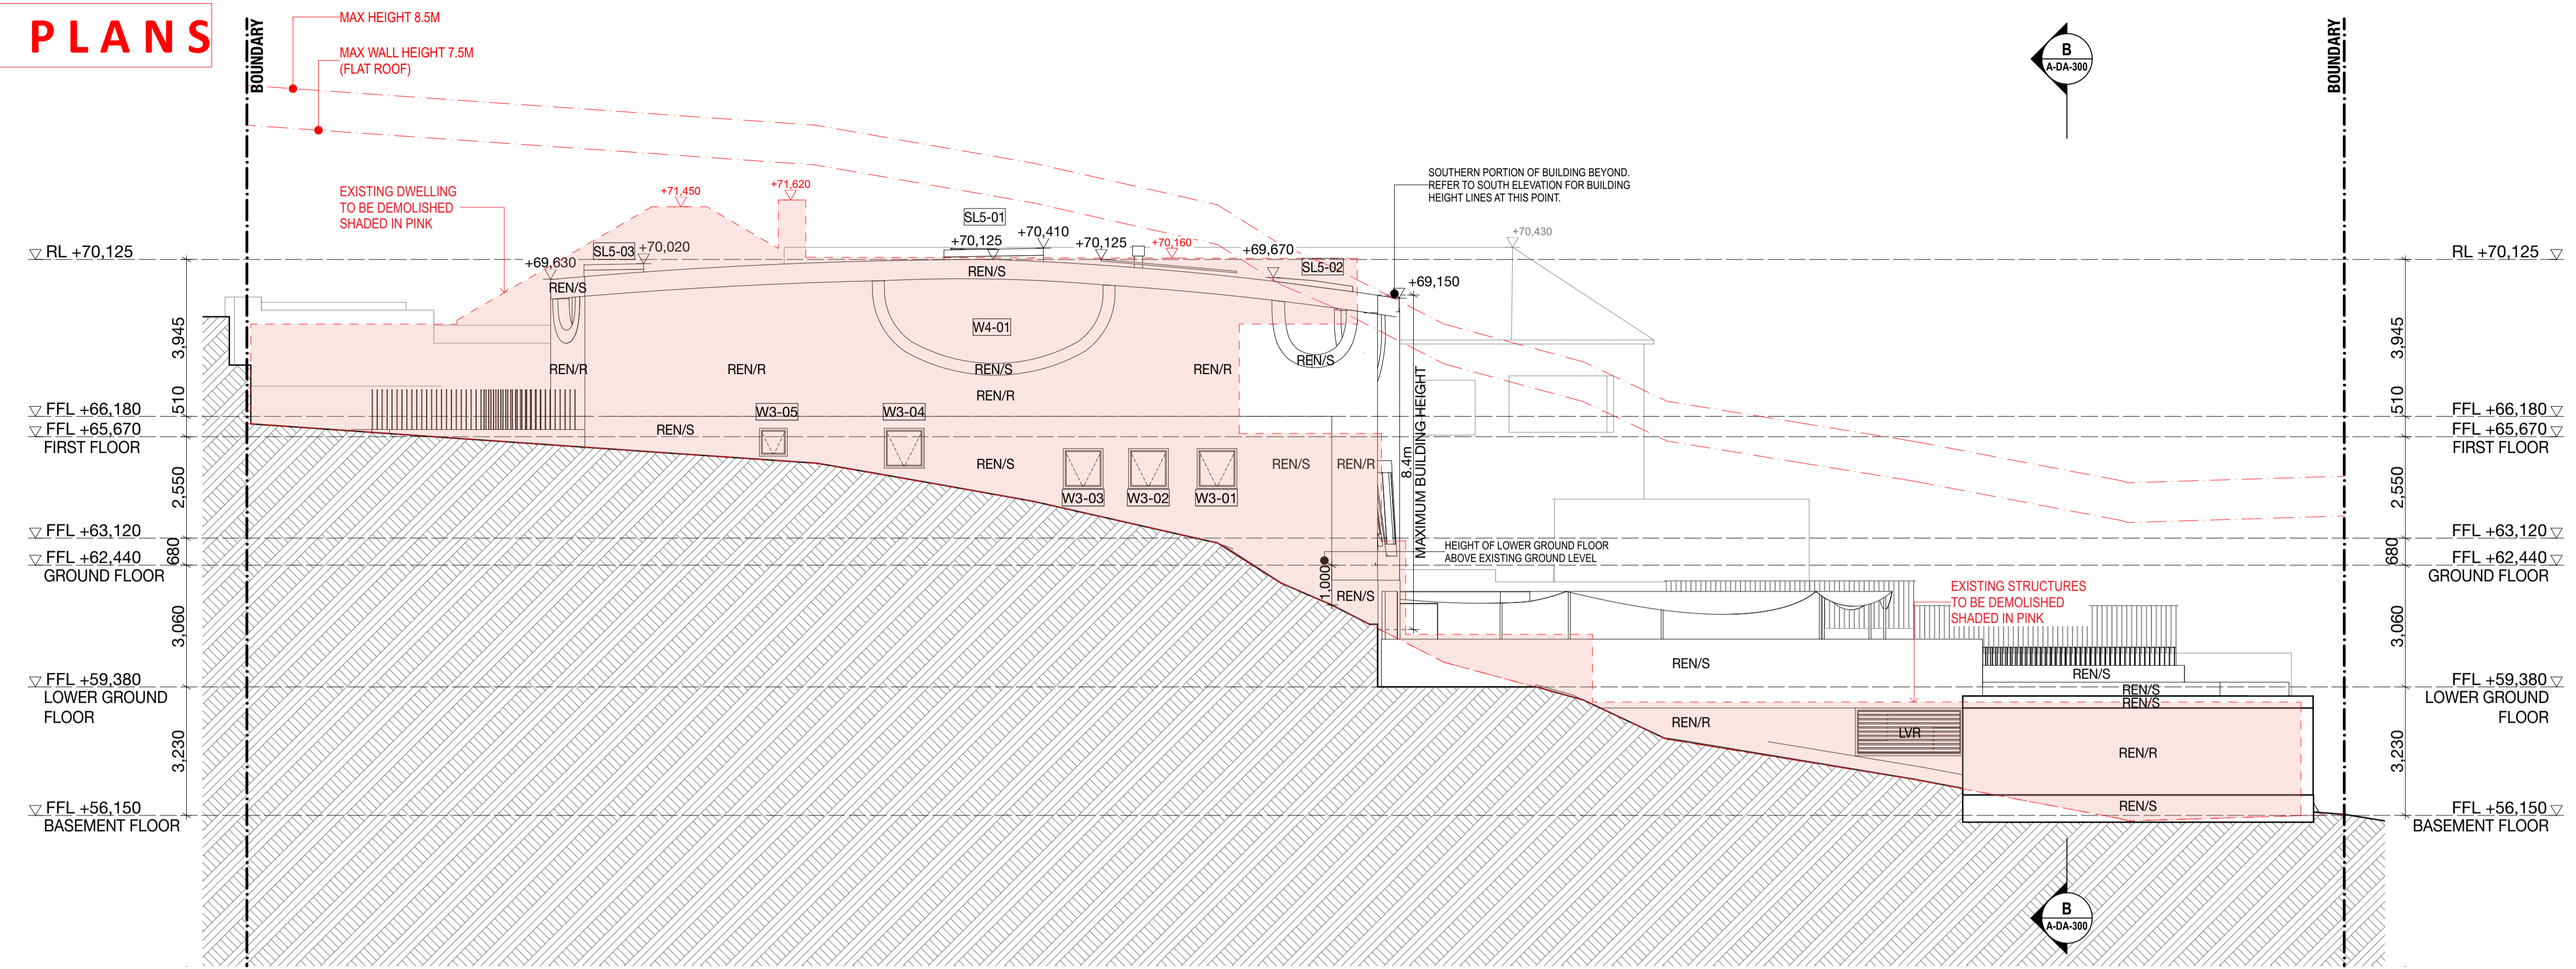 PLANS
BOUNDARY
MAX HEIGHT 8.5M
MAX WALL HEIGHT 7.5M
(FLAT ROOF)
B
A-DA-300
BOUNDARY
EXISTING DWELLING
TO BE DEMOLISHED
SHADED IN PINK
+71,450
+71,620
SOUTHERN PORTION OF BUILDING BEYOND.
REFER TO SOUTH ELEVATION FOR BUILDING
HEIGHT LINES AT THIS POINT.
SL5-01
+70,410
+70,125
+70,125
+70,160
+69,670
+70,430
SL5-03
+70,020
RL +70,125
RL +70,125
+69,630
REN/S
SL5-02
+69,150
REN/S
W4-01
3,945
3,945
REN/S
REN/R
REN/R
REN/S
REN/R
REN/R
510
510
FFL +66,180
W3-05
W3-04
FFL +66,180
FFL +65,670
FIRST FLOOR
REN/S
FFL +65,670
FIRST FLOOR
REN/S
REN/S
REN/R
8.4m
MAXIMUM BUILDING HEIGHT
2,550
2,550
W3-03
W3-02
W3-01
FFL +63,120
FFL +63,120
680
680
HEIGHT OF LOWER GROUND FLOOR
ABOVE EXISTING GROUND LEVEL
FFL +62,440
GROUND FLOOR
FFL +62,440
GROUND FLOOR
1,000
REN/S
EXISTING STRUCTURES
TO BE DEMOLISHED
SHADED IN PINK
3,060
3,060
REN/S
REN/S
FFL +59,380
LOWER GROUND
FLOOR
REN/S
REN/S
FFL +59,380
LOWER GROUND
FLOOR
REN/R
LVR
3,230
REN/R
3,230
FFL +56,150
BASEMENT FLOOR
REN/S
FFL +56,150
BASEMENT FLOOR
B
A-DA-300